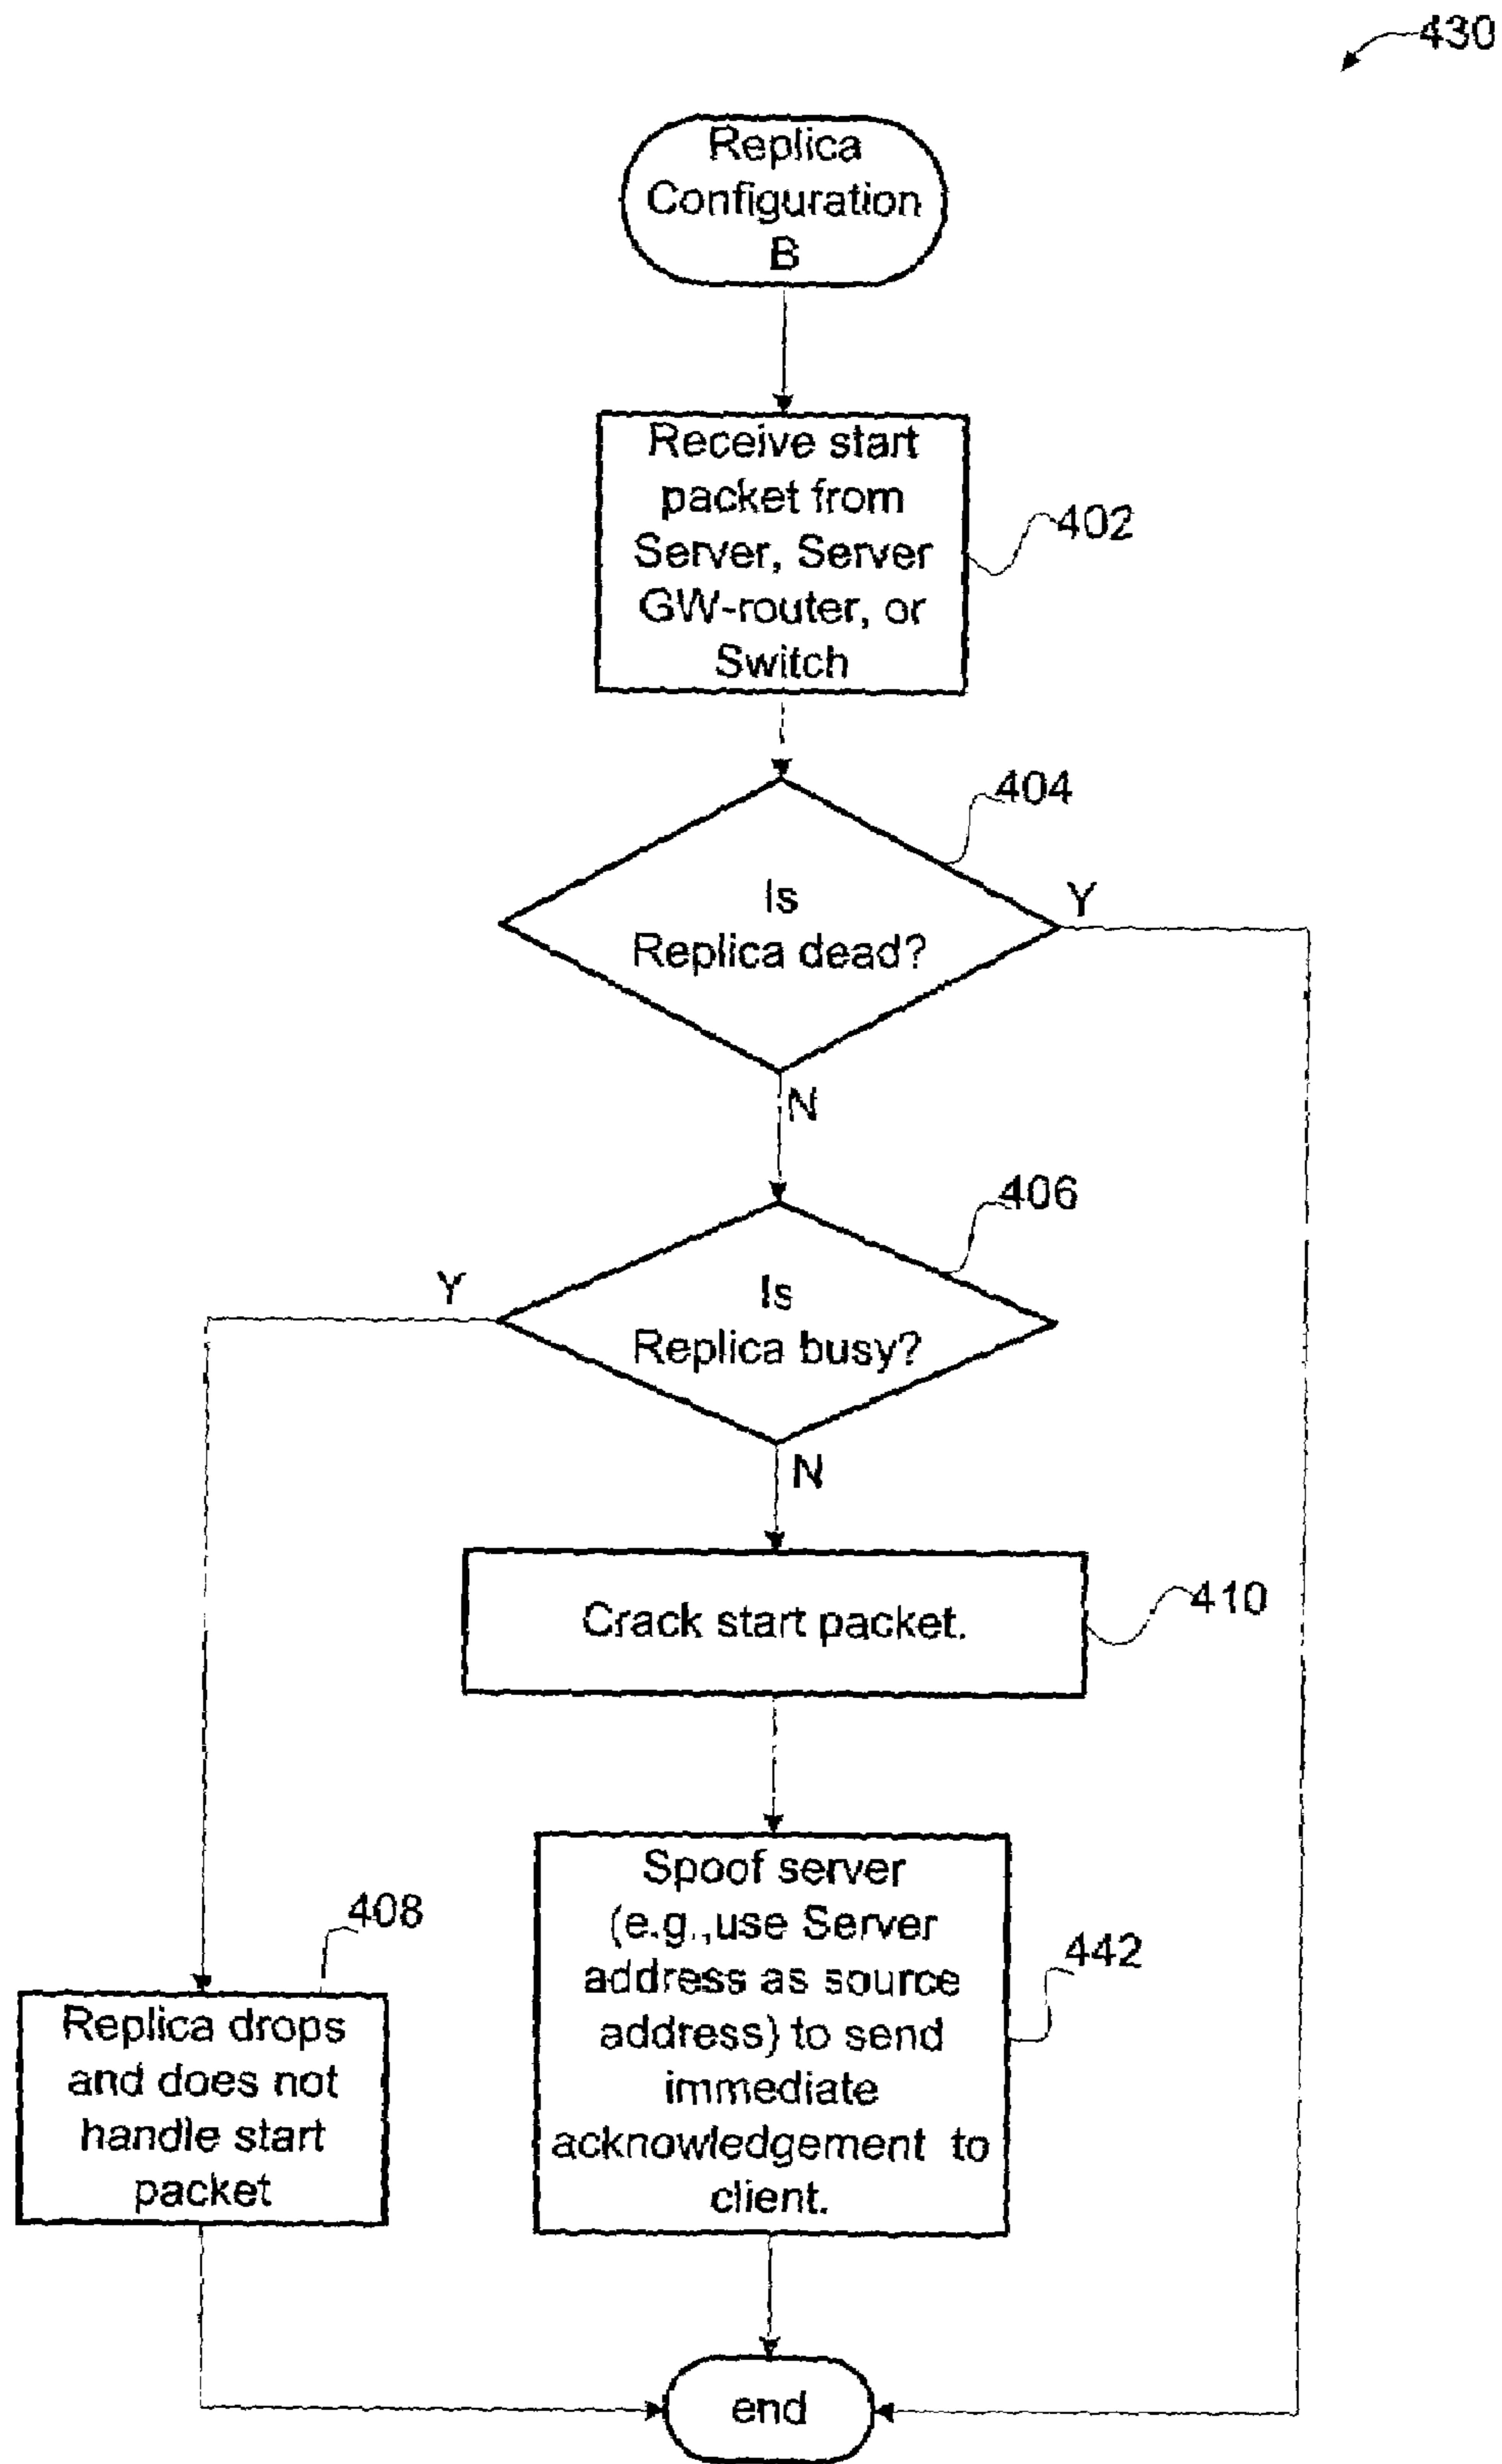 430
Replica
Configuration
B
Receive start
packet from
Server, Server
GW-router, or
Switch
402
404
Is
Replica dead?
Y
N
406
Is
Replica busy?
Y
N
Crack start packet.
410
Spoof server
(e.g.,use Server
address as source
address) to send
immediate
acknowledgement to
client.
442
408
Replica drops
and does not
handle start
packet
end